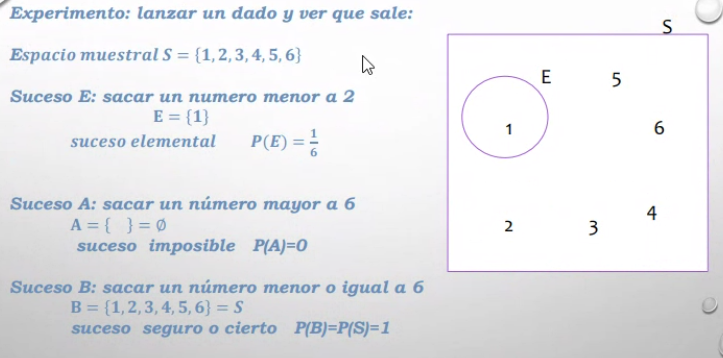 Experimento: lanzar un dado y ver que sale:
Espacio muestral S = {1, 2, 3, 4, 5, 6}
Suceso E: sacar un numero menor a 2
E = {1}
suceso elemental P(E) = 1/6
Suceso A: sacar un número mayor a 6
A = { } = ∅
suceso imposible P(A)=0
Suceso B: sacar un número menor o igual a 6
B = {1, 2, 3, 4, 5, 6} = S
suceso seguro o cierto P(B)=P(S)=1
S
E 5
1 6
2 3 4